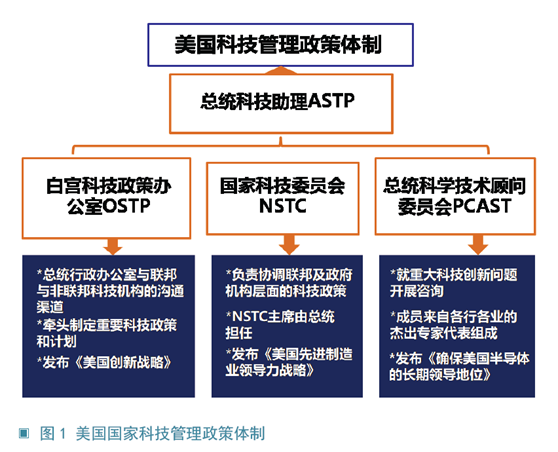 美国科技管理政策体制
总统科技助理ASTP
白宫科技政策办
公室OSTP
国家科技委员会
NSTC
总统科学技术顾问
委员会PCAST
*总统行政办公室与联邦
与非联邦科技机构的沟通
渠道
*牵头制定重要科技政策
和计划
*发布《美国创新战略》
*负责协调联邦及政府
机构层面的科技政策
*NSTC主席由总统
担任
*发布《美国先进制造
业领导力战略》
*就重大科技创新问题
开展咨询
*成员来自各行各业的
杰出专家代表组成
*发布《确保美国半导体
的长期领导地位》
▣ 图1 美国国家科技管理政策体制